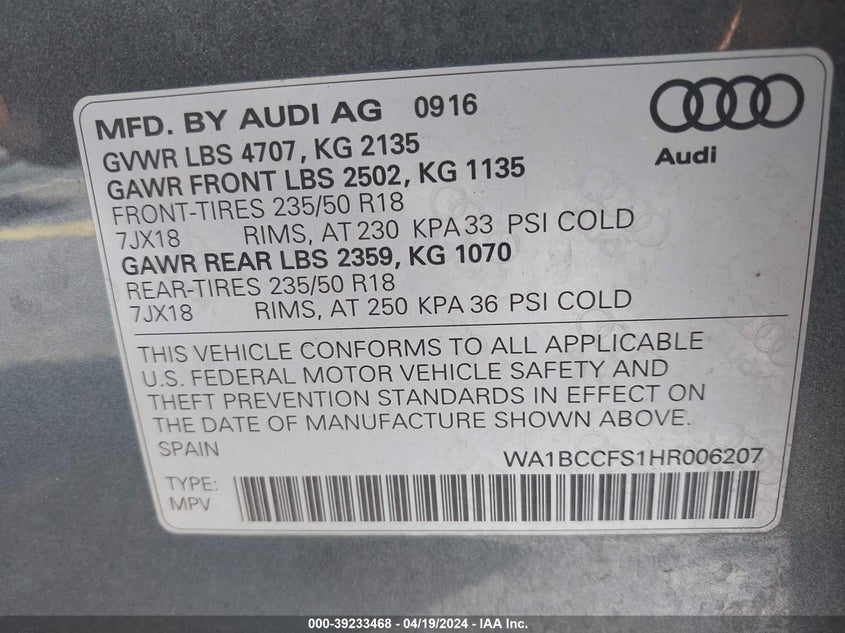 MFD. BY AUDI AG 0916
GVWR LBS 4707, KG 2135
GAWR FRONT LBS 2502, KG 1135
FRONT-TIRES 235/50 R18
7JX18 RIMS, AT 230 KPA 33 PSI COLD
GAWR REAR LBS 2359, KG 1070
REAR-TIRES 235/50 R18
7JX18 RIMS, AT 250 KPA 36 PSI COLD
Audi
THIS VEHICLE CONFORMS TO ALL APPLICABLE
U.S. FEDERAL MOTOR VEHICLE SAFETY AND
THEFT PREVENTION STANDARDS IN EFFECT ON
THE DATE OF MANUFACTURE SHOWN ABOVE.
SPAIN
WA1BCCFS1HR006207
TYPE:
MPV
000-39233468 - 04/19/2024 - IAA Inc.